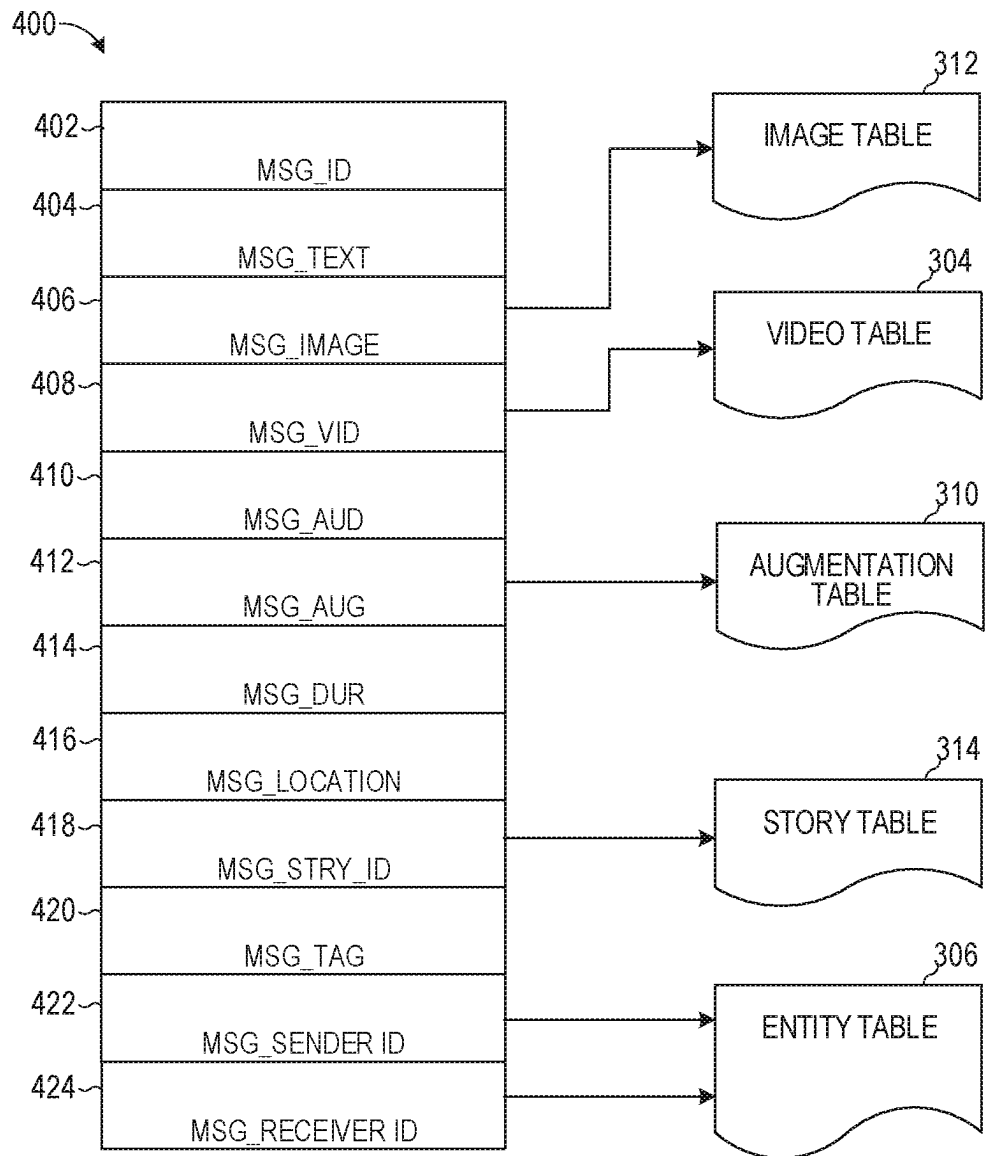 400
402
MSG_ID
404
MSG_TEXT
406
MSG_IMAGE
408
MSG_VID
410
MSG_AUD
412
MSG_AUG
414
MSG_DUR
416
MSG_LOCATION
418
MSG_STRY_ID
420
MSG_TAG
422
MSG_SENDER ID
424
MSG_RECEIVER ID
312
IMAGE TABLE
304
VIDEO TABLE
310
AUGMENTATION
TABLE
314
STORY TABLE
306
ENTITY TABLE